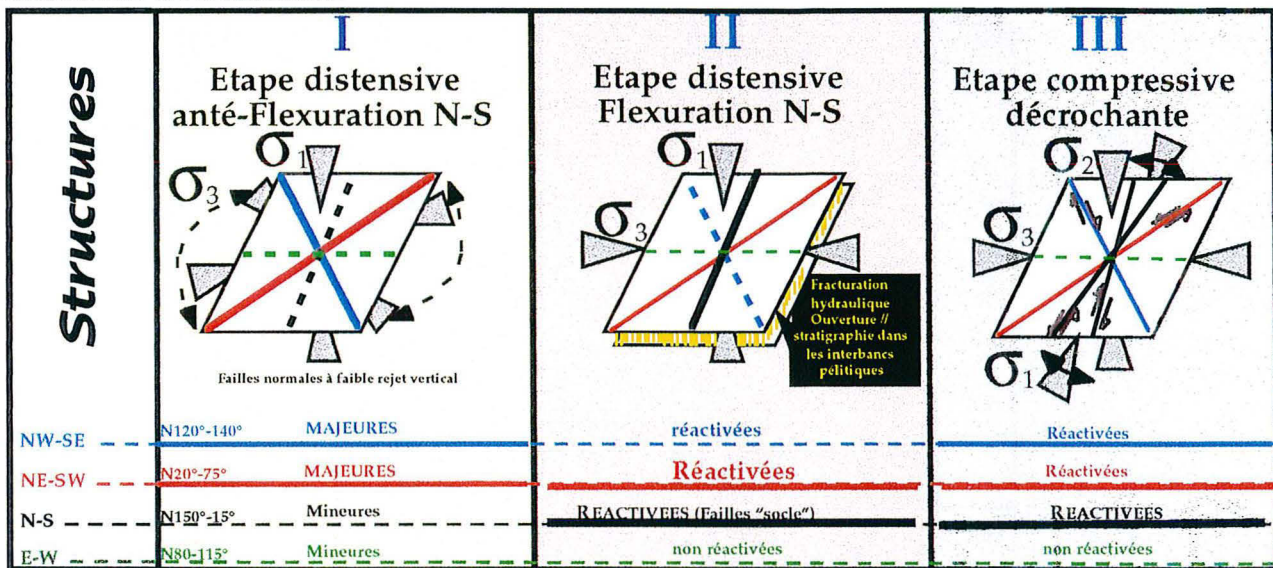 Structures
I
Etape distensive
anté-Flexuration N-S
σ1
σ3
Failles normales à faible rejet vertical
II
Etape distensive
Flexuration N-S
σ1
σ3
Fracturation
hydraulique
Ouverture //
stratigraphie dans
les interbancs
pélitiques
III
Etape compressive
décrochante
σ2
σ3
σ1
NW-SE
N120°-140°
MAJEURES
réactivées
Réactivées
NE-SW
N20°-75°
MAJEURES
Réactivées
Réactivées
N-S
N150°-15°
Mineures
REACTIVEES (Failles "socle")
REACTIVEES
E-W
N80-115°
Mineures
non réactivées
non réactivées